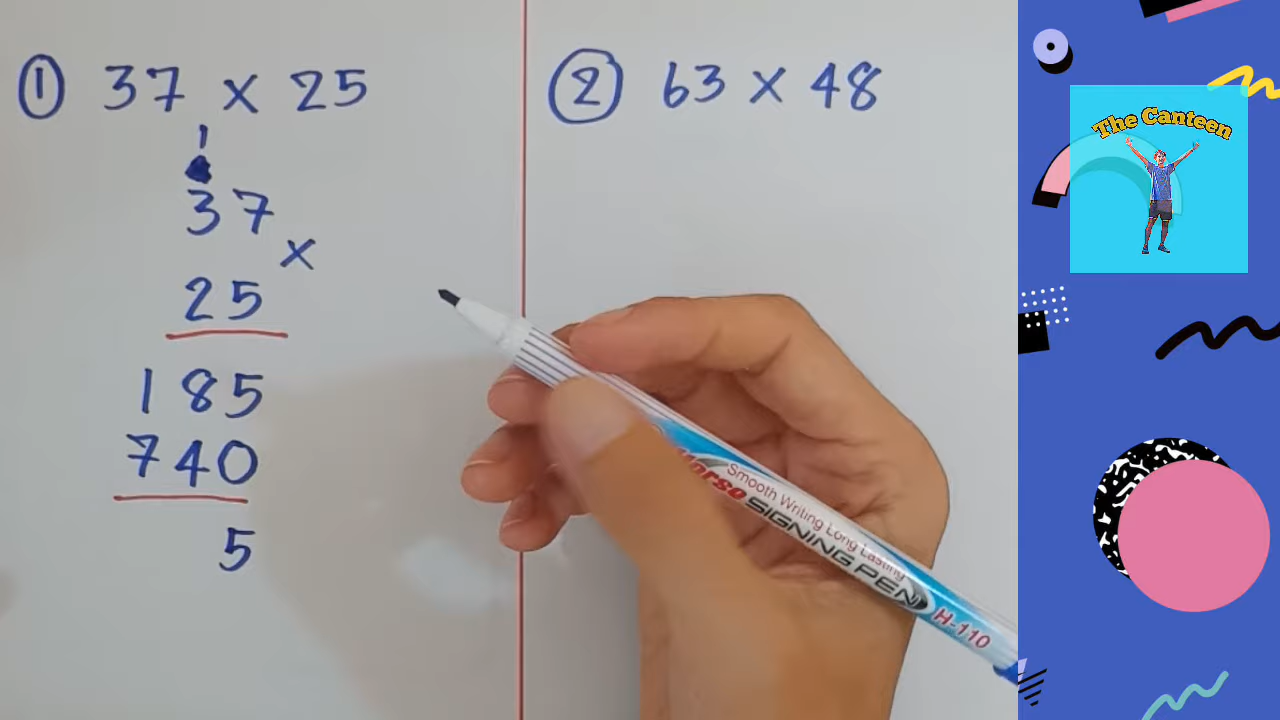 ① 37 x 25
1
37
x
25
185
740
5
② 63 x 48
The Canteen
Horse
Smooth Writing Long Lasting
SIGNING PEN
H-110